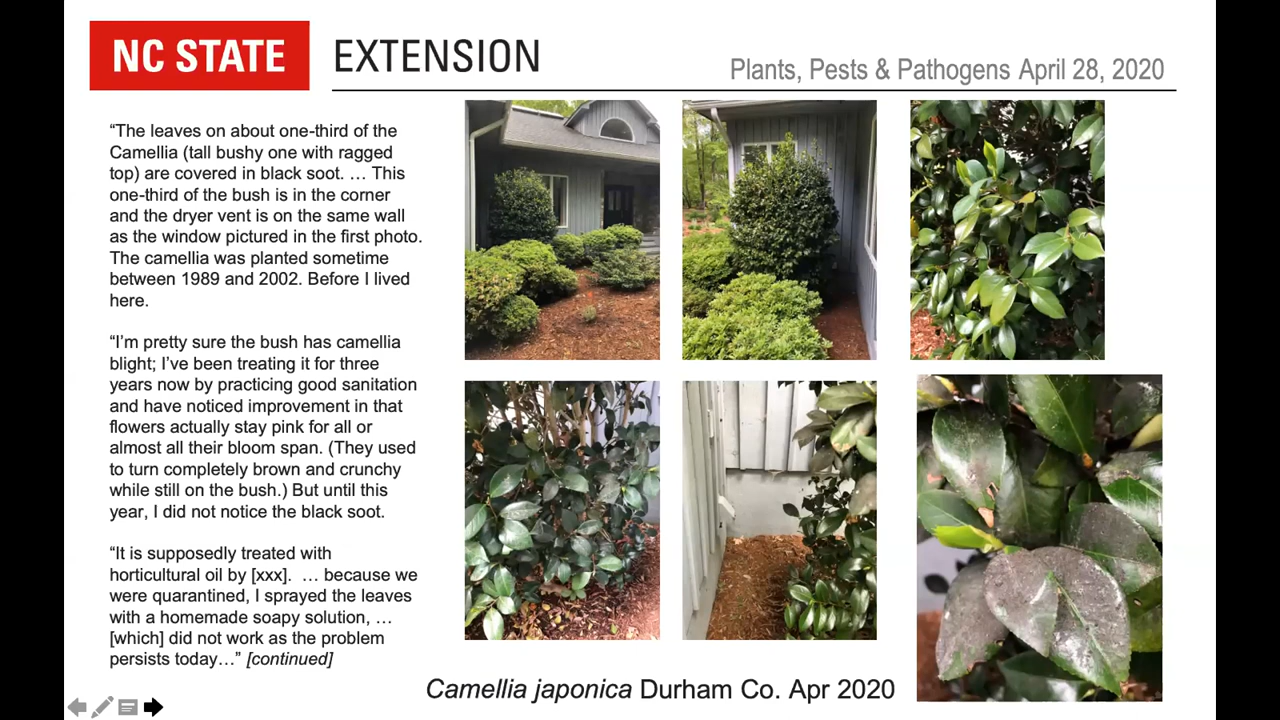 NC STATE EXTENSION
Plants, Pests & Pathogens April 28, 2020
“The leaves on about one-third of the
Camellia (tall bushy one with ragged
top) are covered in black soot. … This
one-third of the bush is in the corner
and the dryer vent is on the same wall
as the window pictured in the first photo.
The camellia was planted sometime
between 1989 and 2002. Before I lived
here.
“I’m pretty sure the bush has camellia
blight; I’ve been treating it for three
years now by practicing good sanitation
and have noticed improvement in that
flowers actually stay pink for all or
almost all their bloom span. (They used
to turn completely brown and crunchy
while still on the bush.) But until this
year, I did not notice the black soot.
“It is supposedly treated with
horticultural oil by [xxx].  … because we
were quarantined, I sprayed the leaves
with a homemade soapy solution, …
[which] did not work as the problem
persists today…” [continued]
Camellia japonica Durham Co. Apr 2020